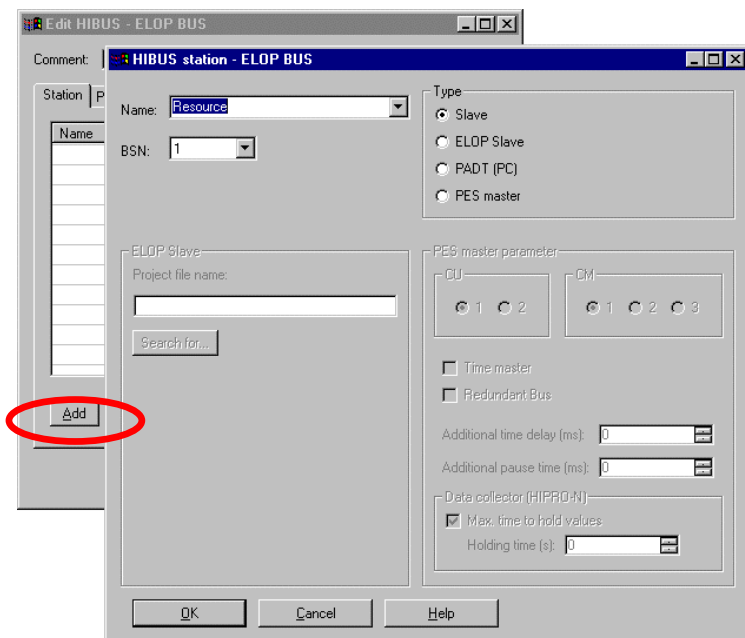 Edit HIBUS - ELOP BUS
Comment:
Station P
Name
Add
HIBUS station - ELOP BUS
Name: Resource
BSN: 1
Type
Slave
ELOP Slave
PADT (PC)
PES master
ELOP Slave
Project file name:
Search for...
PES master parameter
CU
1 2
CM
1 2 3
Time master
Redundant Bus
Additional time delay (ms): 0
Additional pause time (ms): 0
Data collector (HIPRO-N)
Max. time to hold values
Holding time (s): 0
OK
Cancel
Help